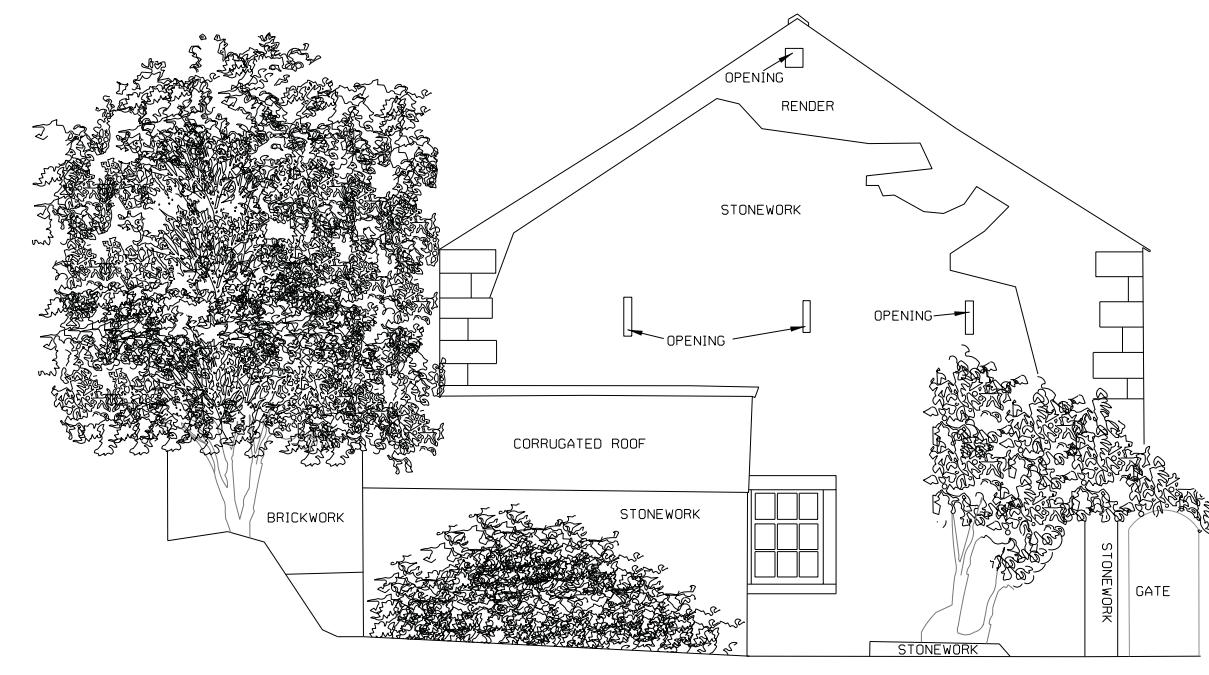 OPENING
RENDER
STONEWORK
OPENING
OPENING
CORRUGATED ROOF
STONEWORK
BRICKWORK
STONEWORK
GATE
STONEWORK